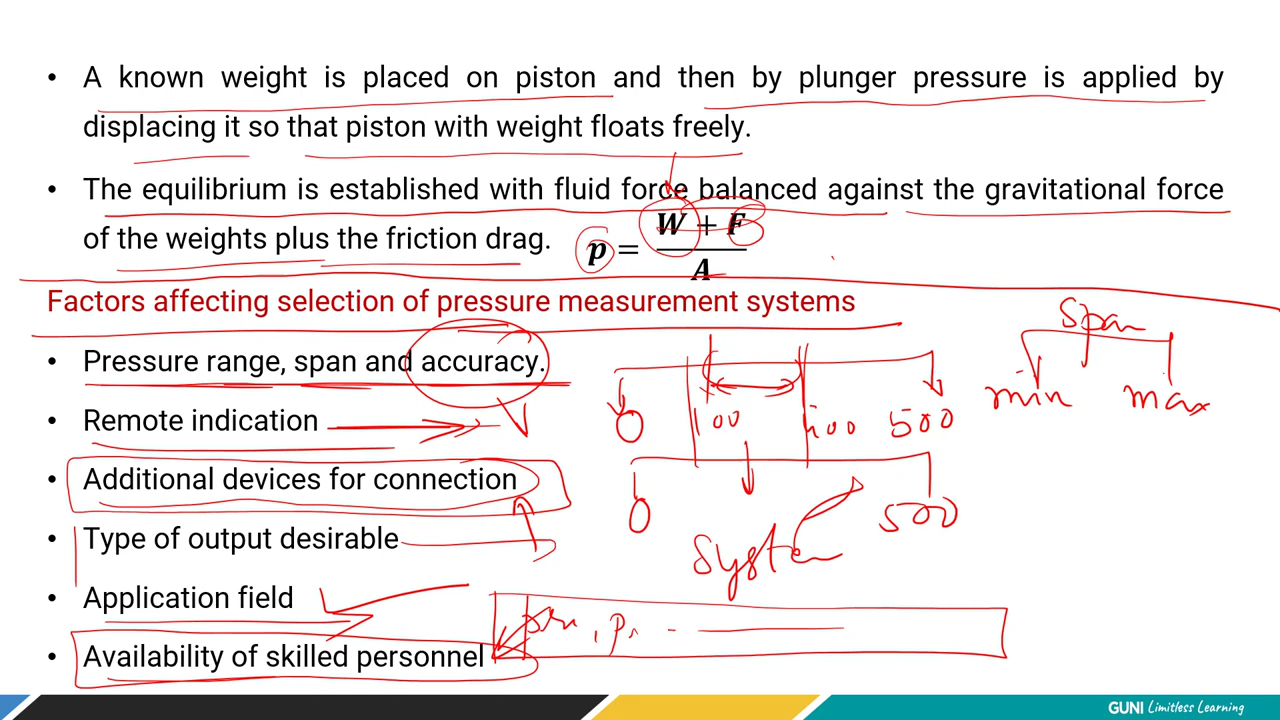 • A known weight is placed on piston and then by plunger pressure is applied by
displacing it so that piston with weight floats freely.
• The equilibrium is established with fluid force balanced against the gravitational force
of the weights plus the friction drag. p = (W + F) / A
Factors affecting selection of pressure measurement systems
• Pressure range, span and accuracy.
• Remote indication
• Additional devices for connection
• Type of output desirable
• Application field
• Availability of skilled personnel
span
min max
0 100 400 500
0 500
system
GUNI Limitless Learning